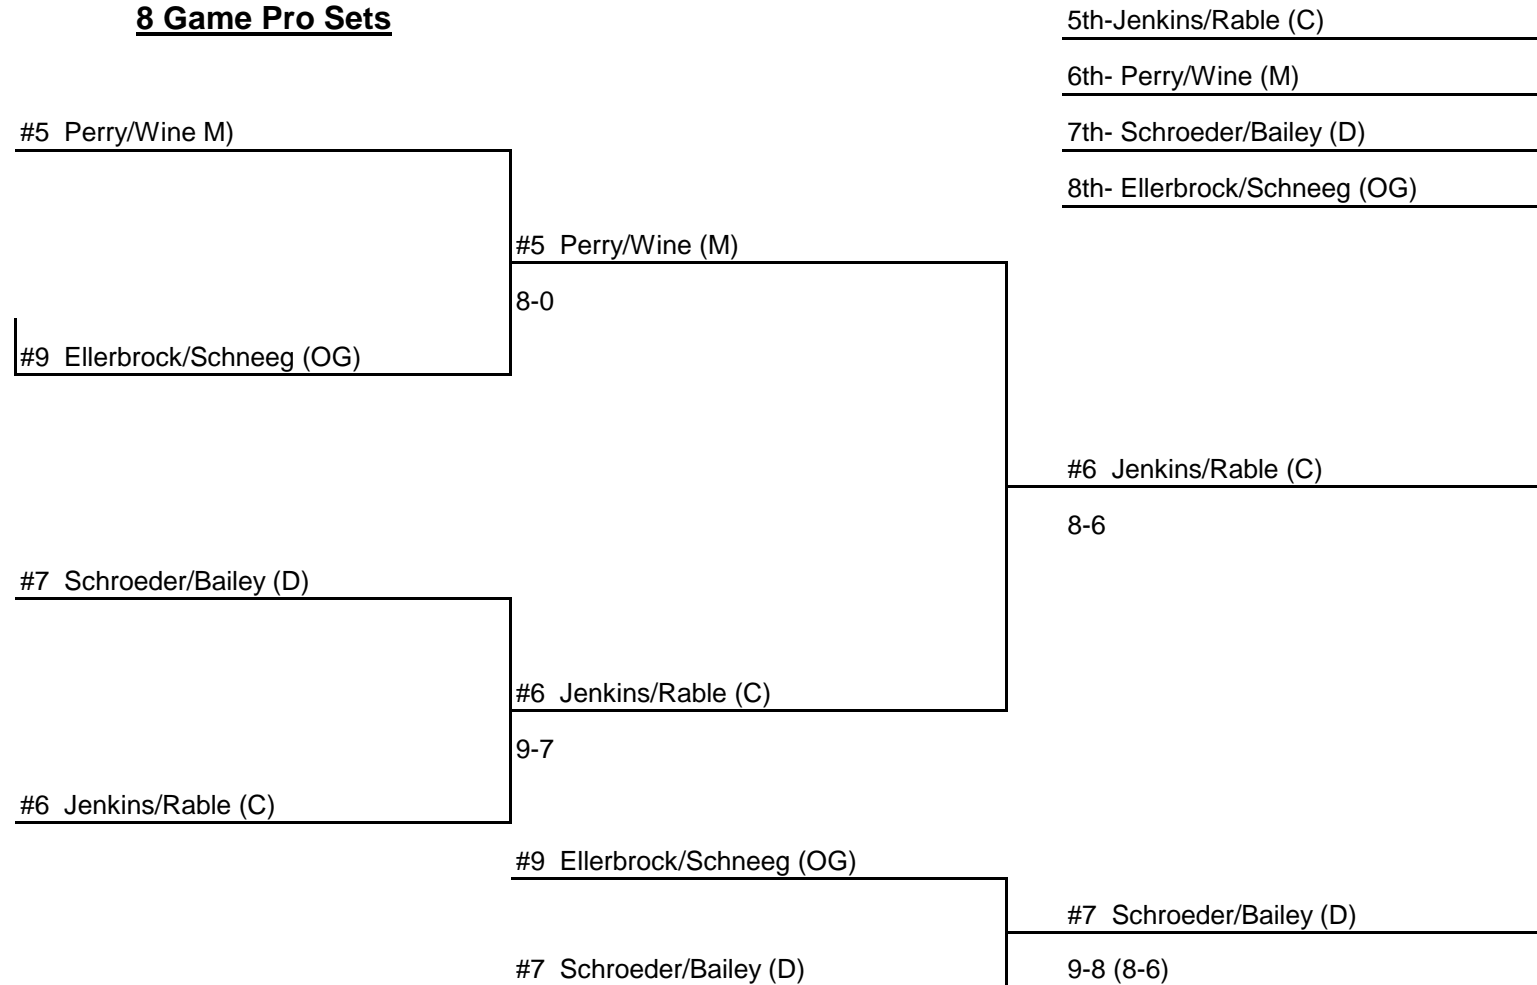 8 Game Pro Sets
5th-Jenkins/Rable (C)
6th- Perry/Wine (M)
#5 Perry/Wine M)
7th- Schroeder/Bailey (D)
8th- Ellerbrock/Schneeg (OG)
#5 Perry/Wine (M)
8-0
#9 Ellerbrock/Schneeg (OG)
#6 Jenkins/Rable (C)
8-6
#7 Schroeder/Bailey (D)
#6 Jenkins/Rable (C)
9-7
#6 Jenkins/Rable (C)
#9 Ellerbrock/Schneeg (OG)
#7 Schroeder/Bailey (D)
#7 Schroeder/Bailey (D)
9-8 (8-6)